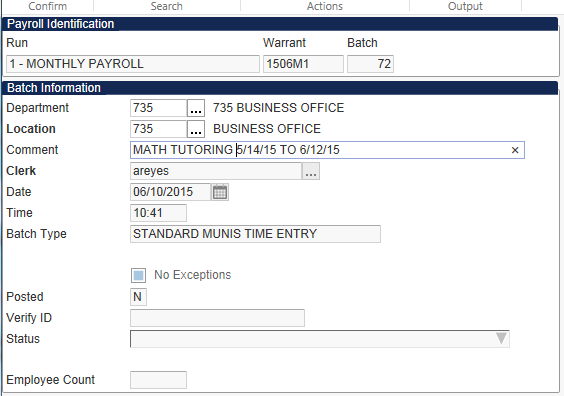 Confirm Search Actions Output
Payroll Identification
Run Warrant Batch
1 - MONTHLY PAYROLL 1506M1 72
Batch Information
Department 735 ... 735 BUSINESS OFFICE
Location 735 ... BUSINESS OFFICE
Comment MATH TUTORING 5/14/15 TO 6/12/15 ×
Clerk areyes ...
Date 06/10/2015
Time 10:41
Batch Type STANDARD MUNIS TIME ENTRY
No Exceptions
Posted N
Verify ID
Status
Employee Count